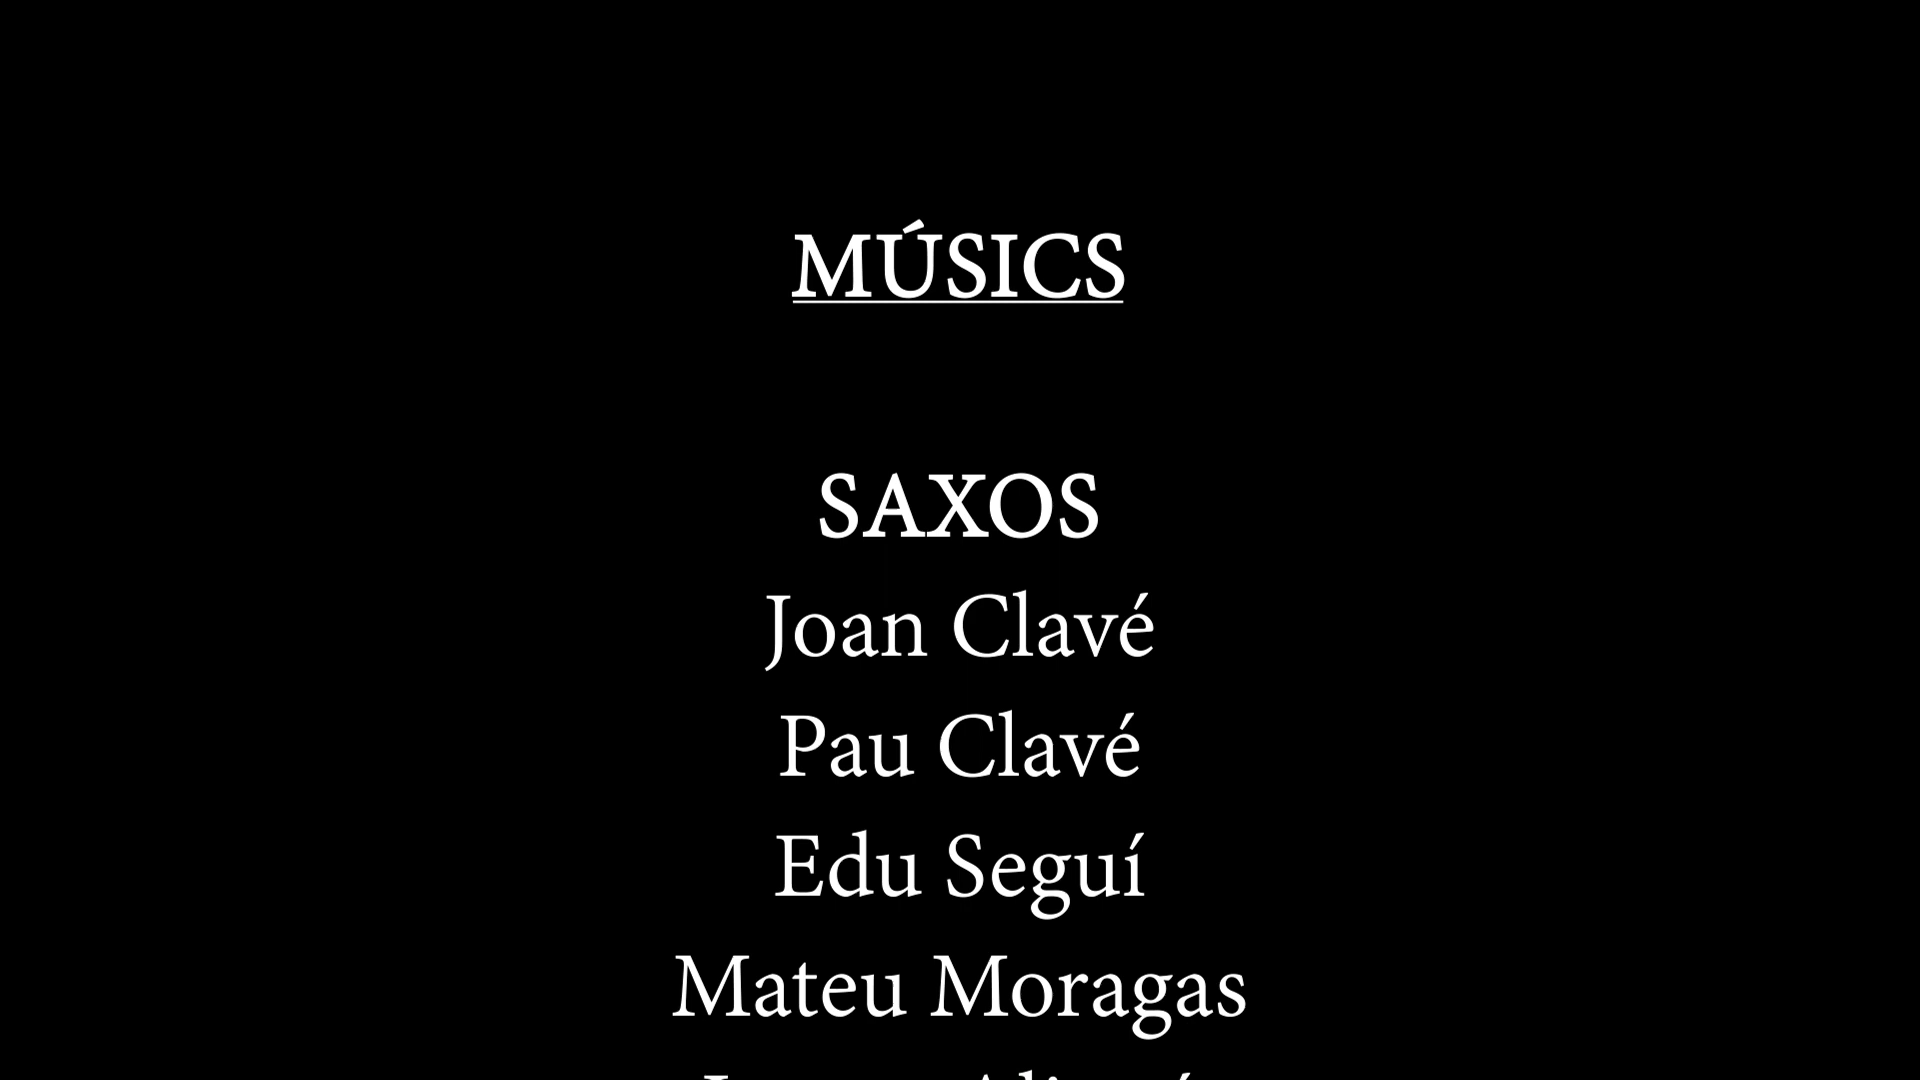 MÚSICS
SAXOS
Joan Clavé
Pau Clavé
Edu Seguí
Mateu Moragas